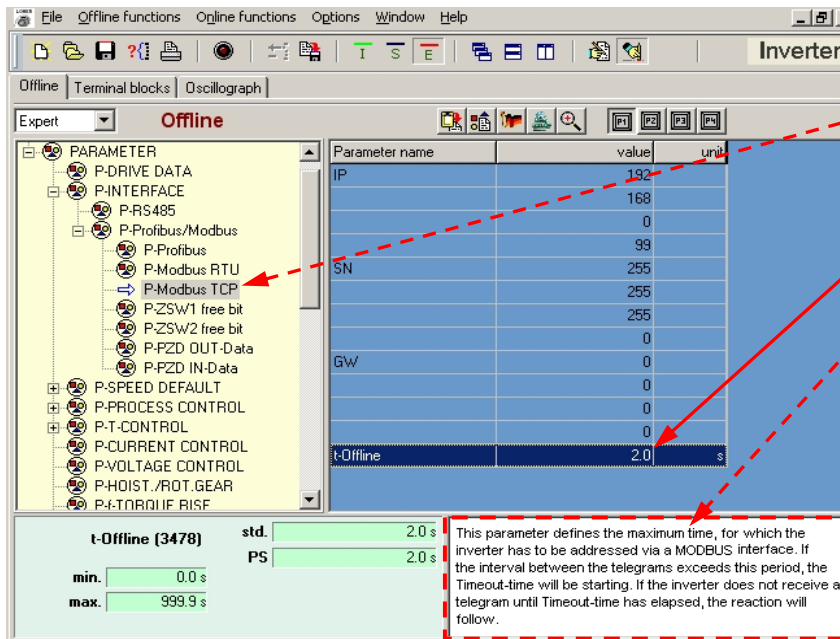 File Offline functions Online functions Options Window Help
I S E
Inverter
Offline Terminal blocks Oscillograph
Expert Offline P1 P2 P3 P4
PARAMETER
P-DRIVE DATA
P-INTERFACE
P-RS485
P-Profibus/Modbus
P-Profibus
P-Modbus RTU
P-Modbus TCP
P-ZSW1 free bit
P-ZSW2 free bit
P-PZD OUT-Data
P-PZD IN-Data
P-SPEED DEFAULT
P-PROCESS CONTROL
P-T-CONTROL
P-CURRENT CONTROL
P-VOLTAGE CONTROL
P-HOIST./ROT.GEAR
P-f-TORQUE RISE
Parameter name value unit
IP 192
168
0
99
SN 255
255
255
0
GW 0
0
0
0
t-Offline 2.0 s
t-Offline (3478)
std. 2.0 s
PS 2.0 s
min. 0.0 s
max. 999.9 s
This parameter defines the maximum time, for which the
inverter has to be addressed via a MODBUS interface. If
the interval between the telegrams exceeds this period, the
Timeout-time will be starting. If the inverter does not receive a
telegram until Timeout-time has elapsed, the reaction will
follow.